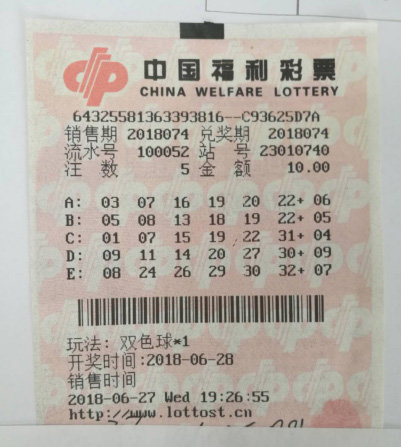 中国福利彩票
CHINA WELFARE LOTTERY
64325581363393816--C93625D7A
销售期 2018074 兑奖期 2018074
流水号 100052 站号 23010740
注数 5 金额 10.00
A: 03 07 16 19 20 22+ 06
B: 05 08 13 18 19 22+ 05
C: 01 07 15 19 22 31+ 04
D: 09 11 14 20 27 30+ 09
E: 08 24 26 29 30 32+ 07
玩法: 双色球*1
开奖时间:2018-06-28
销售时间
2018-06-27 Wed 19:26:55
http://www.lottost.cn